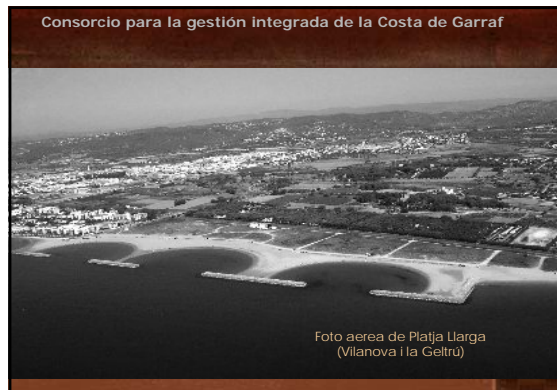 Consorcio para la gestión integrada de la Costa de Garraf
Foto aerea de Platja Llarga
(Vilanova i la Geltrú)